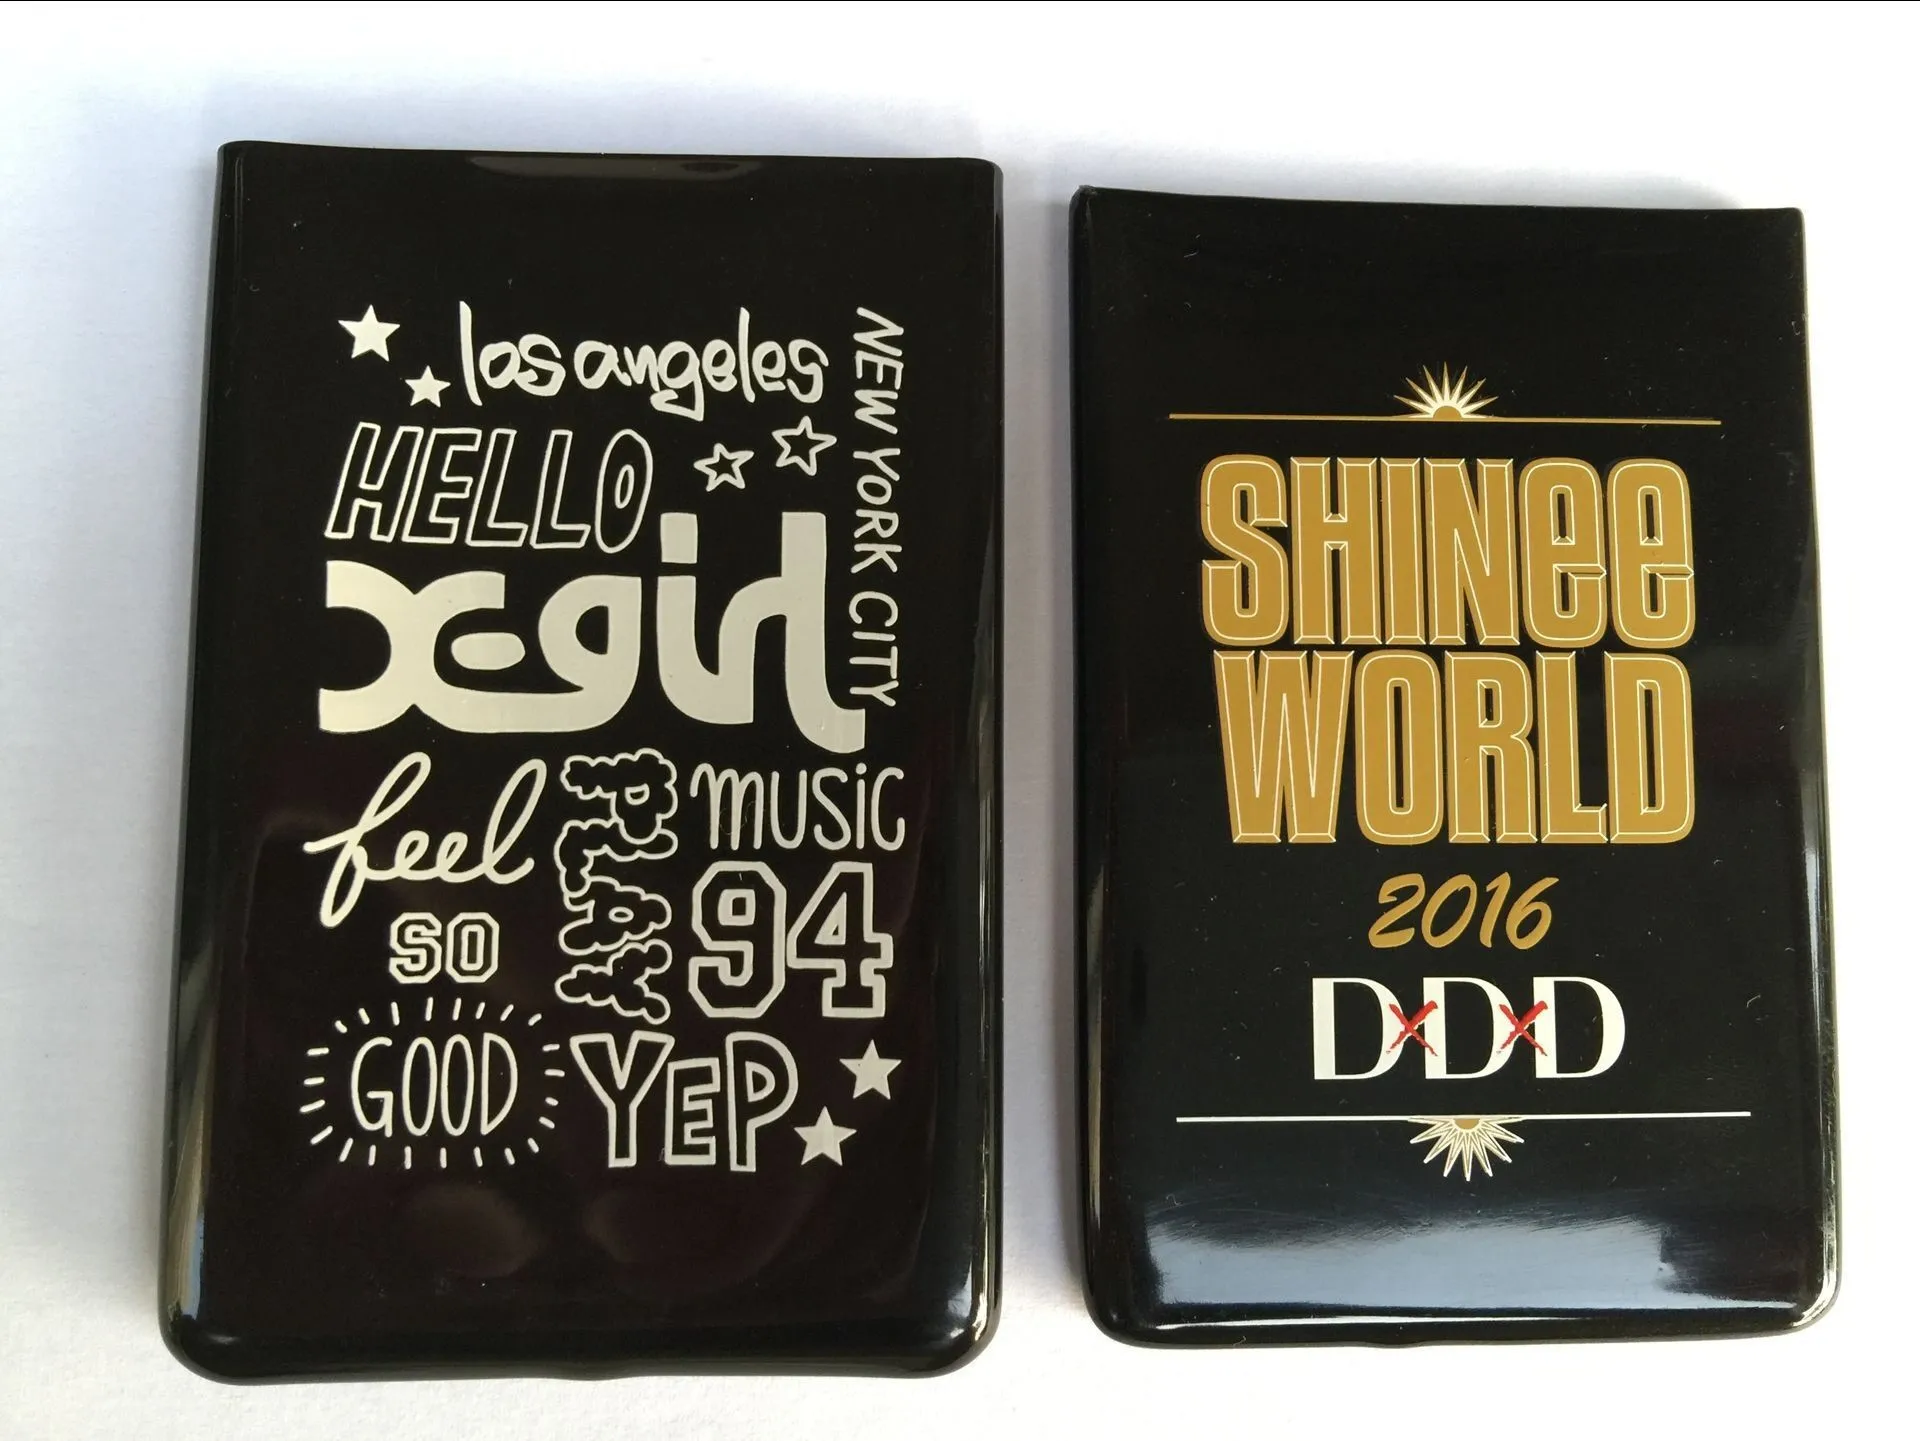 los angeles
NEW YORK CITY
HELLO
X-girl
feel
PLAY
MUSiC
SO
94
GOOD
YEP
SHINee
WORLD
2016
DxDxD